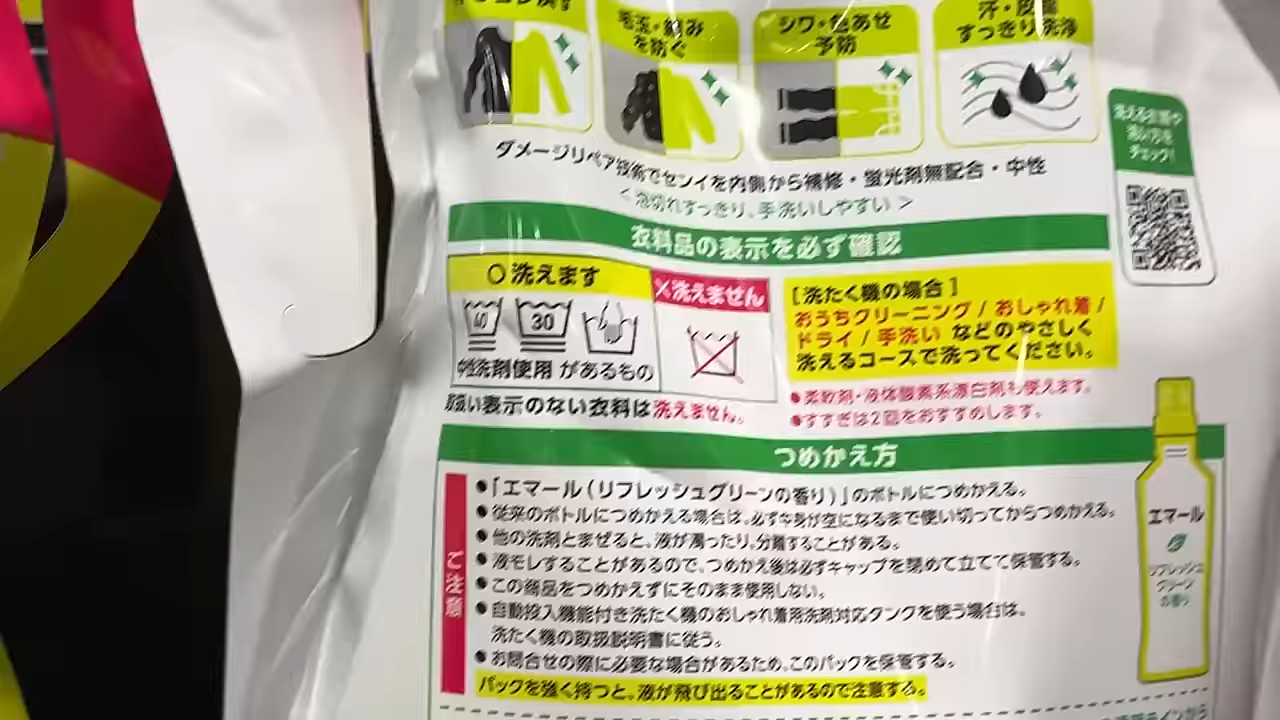 毛玉・縮み
を防ぐ
シワ・色あせ
予防
汗・皮脂
すっきり洗浄
洗える衣類や
洗い方を
チェック!
ダメージリペア技術でセンイを内側から補修・蛍光剤無配合・中性
＜泡切れすっきり、手洗いしやすい＞
衣料品の表示を必ず確認
○洗えます
×洗えません
40
30
中性洗剤使用 があるもの
取扱い表示のない衣料は洗えません。
[洗たく機の場合]
おうちクリーニング / おしゃれ着 /
ドライ / 手洗い などのやさしく
洗えるコースで洗ってください。
●柔軟剤・液体酸素系漂白剤も使えます。
●すすぎは2回をおすすめします。
つめかえ方
ご注意
●「エマール(リフレッシュグリーンの香り)」のボトルにつめかえる。
●従来のボトルにつめかえる場合は、必ず中身が空になるまで使い切ってからつめかえる。
●他の洗剤とまぜると、液が濁ったり、分離することがある。
●液モレすることがあるので、つめかえ後は必ずキャップを閉めて立てて保管する。
●この商品をつめかえずにそのまま使用しない。
●自動投入機能付き洗たく機のおしゃれ着用洗剤対応タンクを使う場合は、
洗たく機の取扱説明書に従う。
●お問合せの際に必要な場合があるため、このパックを保管する。
パックを強く持つと、液が飛び出ることがあるので注意する。
エマール
リフレッシュ
グリーン
の香り